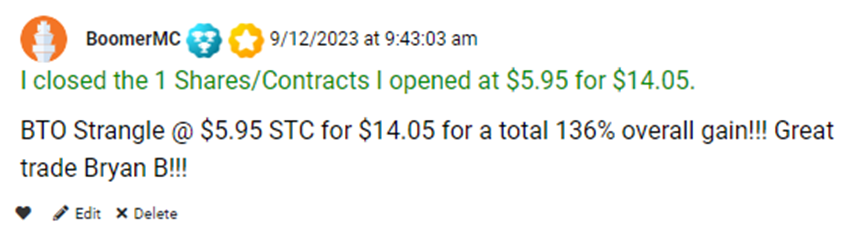 BoomerMC 9/12/2023 at 9:43:03 am
I closed the 1 Shares/Contracts I opened at $5.95 for $14.05.
BTO Strangle @ $5.95 STC for $14.05 for a total 136% overall gain!!! Great
trade Bryan B!!!
Edit Delete